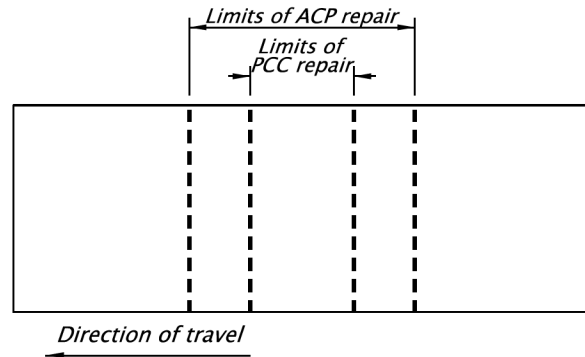 Limits of ACP repair
Limits of
PCC repair
Direction of travel